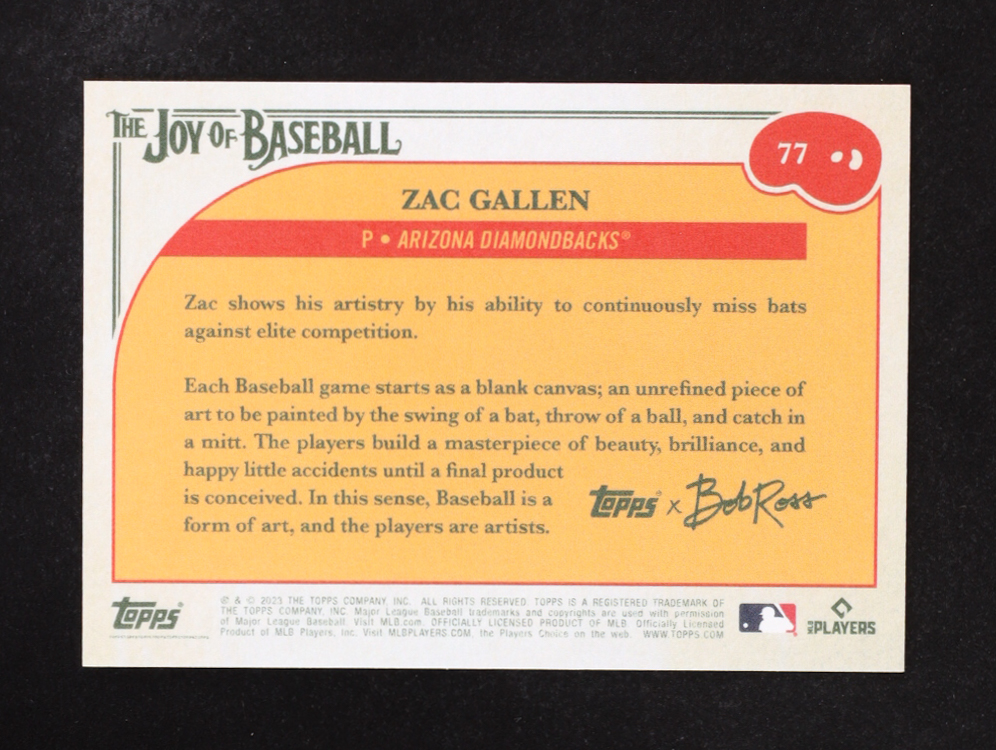 THE JOY OF BASEBALL
77
ZAC GALLEN
P • ARIZONA DIAMONDBACKS®
Zac shows his artistry by his ability to continuously miss bats
against elite competition.
Each Baseball game starts as a blank canvas; an unrefined piece of
art to be painted by the swing of a bat, throw of a ball, and catch in
a mitt. The players build a masterpiece of beauty, brilliance, and
happy little accidents until a final product
is conceived. In this sense, Baseball is a
form of art, and the players are artists.
topps® x Bob Ross
topps®
® & © 2023 THE TOPPS COMPANY, INC. ALL RIGHTS RESERVED. TOPPS IS A REGISTERED TRADEMARK OF
THE TOPPS COMPANY, INC. Major League Baseball trademarks and copyrights are used with permission
of Major League Baseball. Visit MLB.com. OFFICIALLY LICENSED PRODUCT OF MLB. Officially Licensed
Product of MLB Players, Inc. Visit MLBPLAYERS.COM, the Players Choice on the web. WWW.TOPPS.COM
MLB PLAYERS